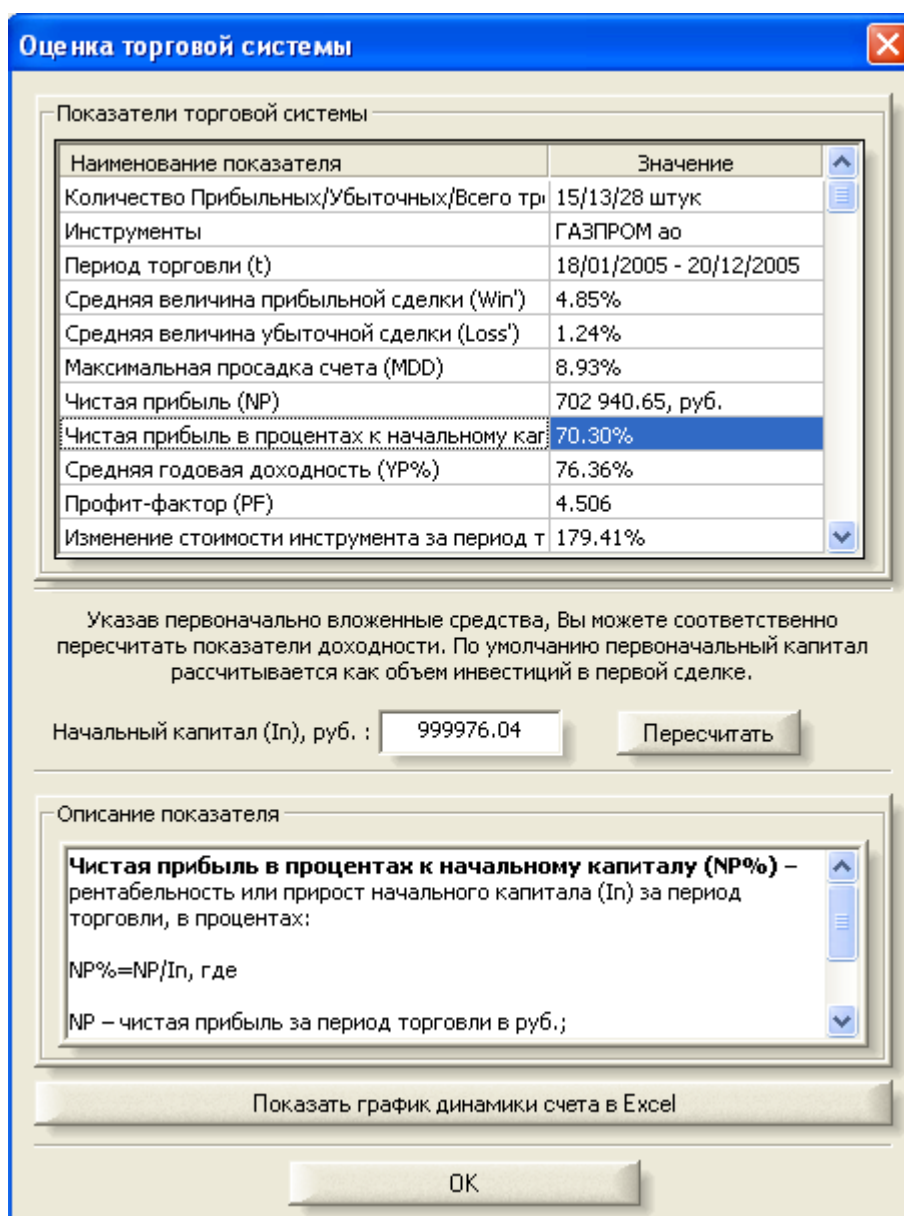 Оценка торговой системы
Показатели торговой системы
Наименование показателя Значение
Количество Прибыльных/Убыточных/Всего 15/13/28 штук
Инструменты ГАЗПРОМ ао
Период торговли (t) 18/01/2005 - 20/12/2005
Средняя величина прибыльной сделки (Win') 4.85%
Средняя величина убыточной сделки (Loss') 1.24%
Максимальная просадка счета (MDD) 8.93%
Чистая прибыль (NP) 702 940.65, руб.
Чистая прибыль в процентах к начальному 70.30%
Средняя годовая доходность (YP%) 76.36%
Профит-фактор (PF) 4.506
Изменение стоимости инструмента за период т 179.41%
Указав первоначально вложенные средства, Вы можете соответственно
пересчитать показатели доходности. По умолчанию первоначальный капитал
рассчитывается как объем инвестиций в первой сделке.
Начальный капитал (In), руб. : 999976.04 Пересчитать
Описание показателя
Чистая прибыль в процентах к начальному капиталу (NP%) –
рентабельность или прирост начального капитала (In) за период
торговли, в процентах:
NP%=NP/In, где
NP – чистая прибыль за период торговли в руб.;
Показать график динамики счета в Excel
OK